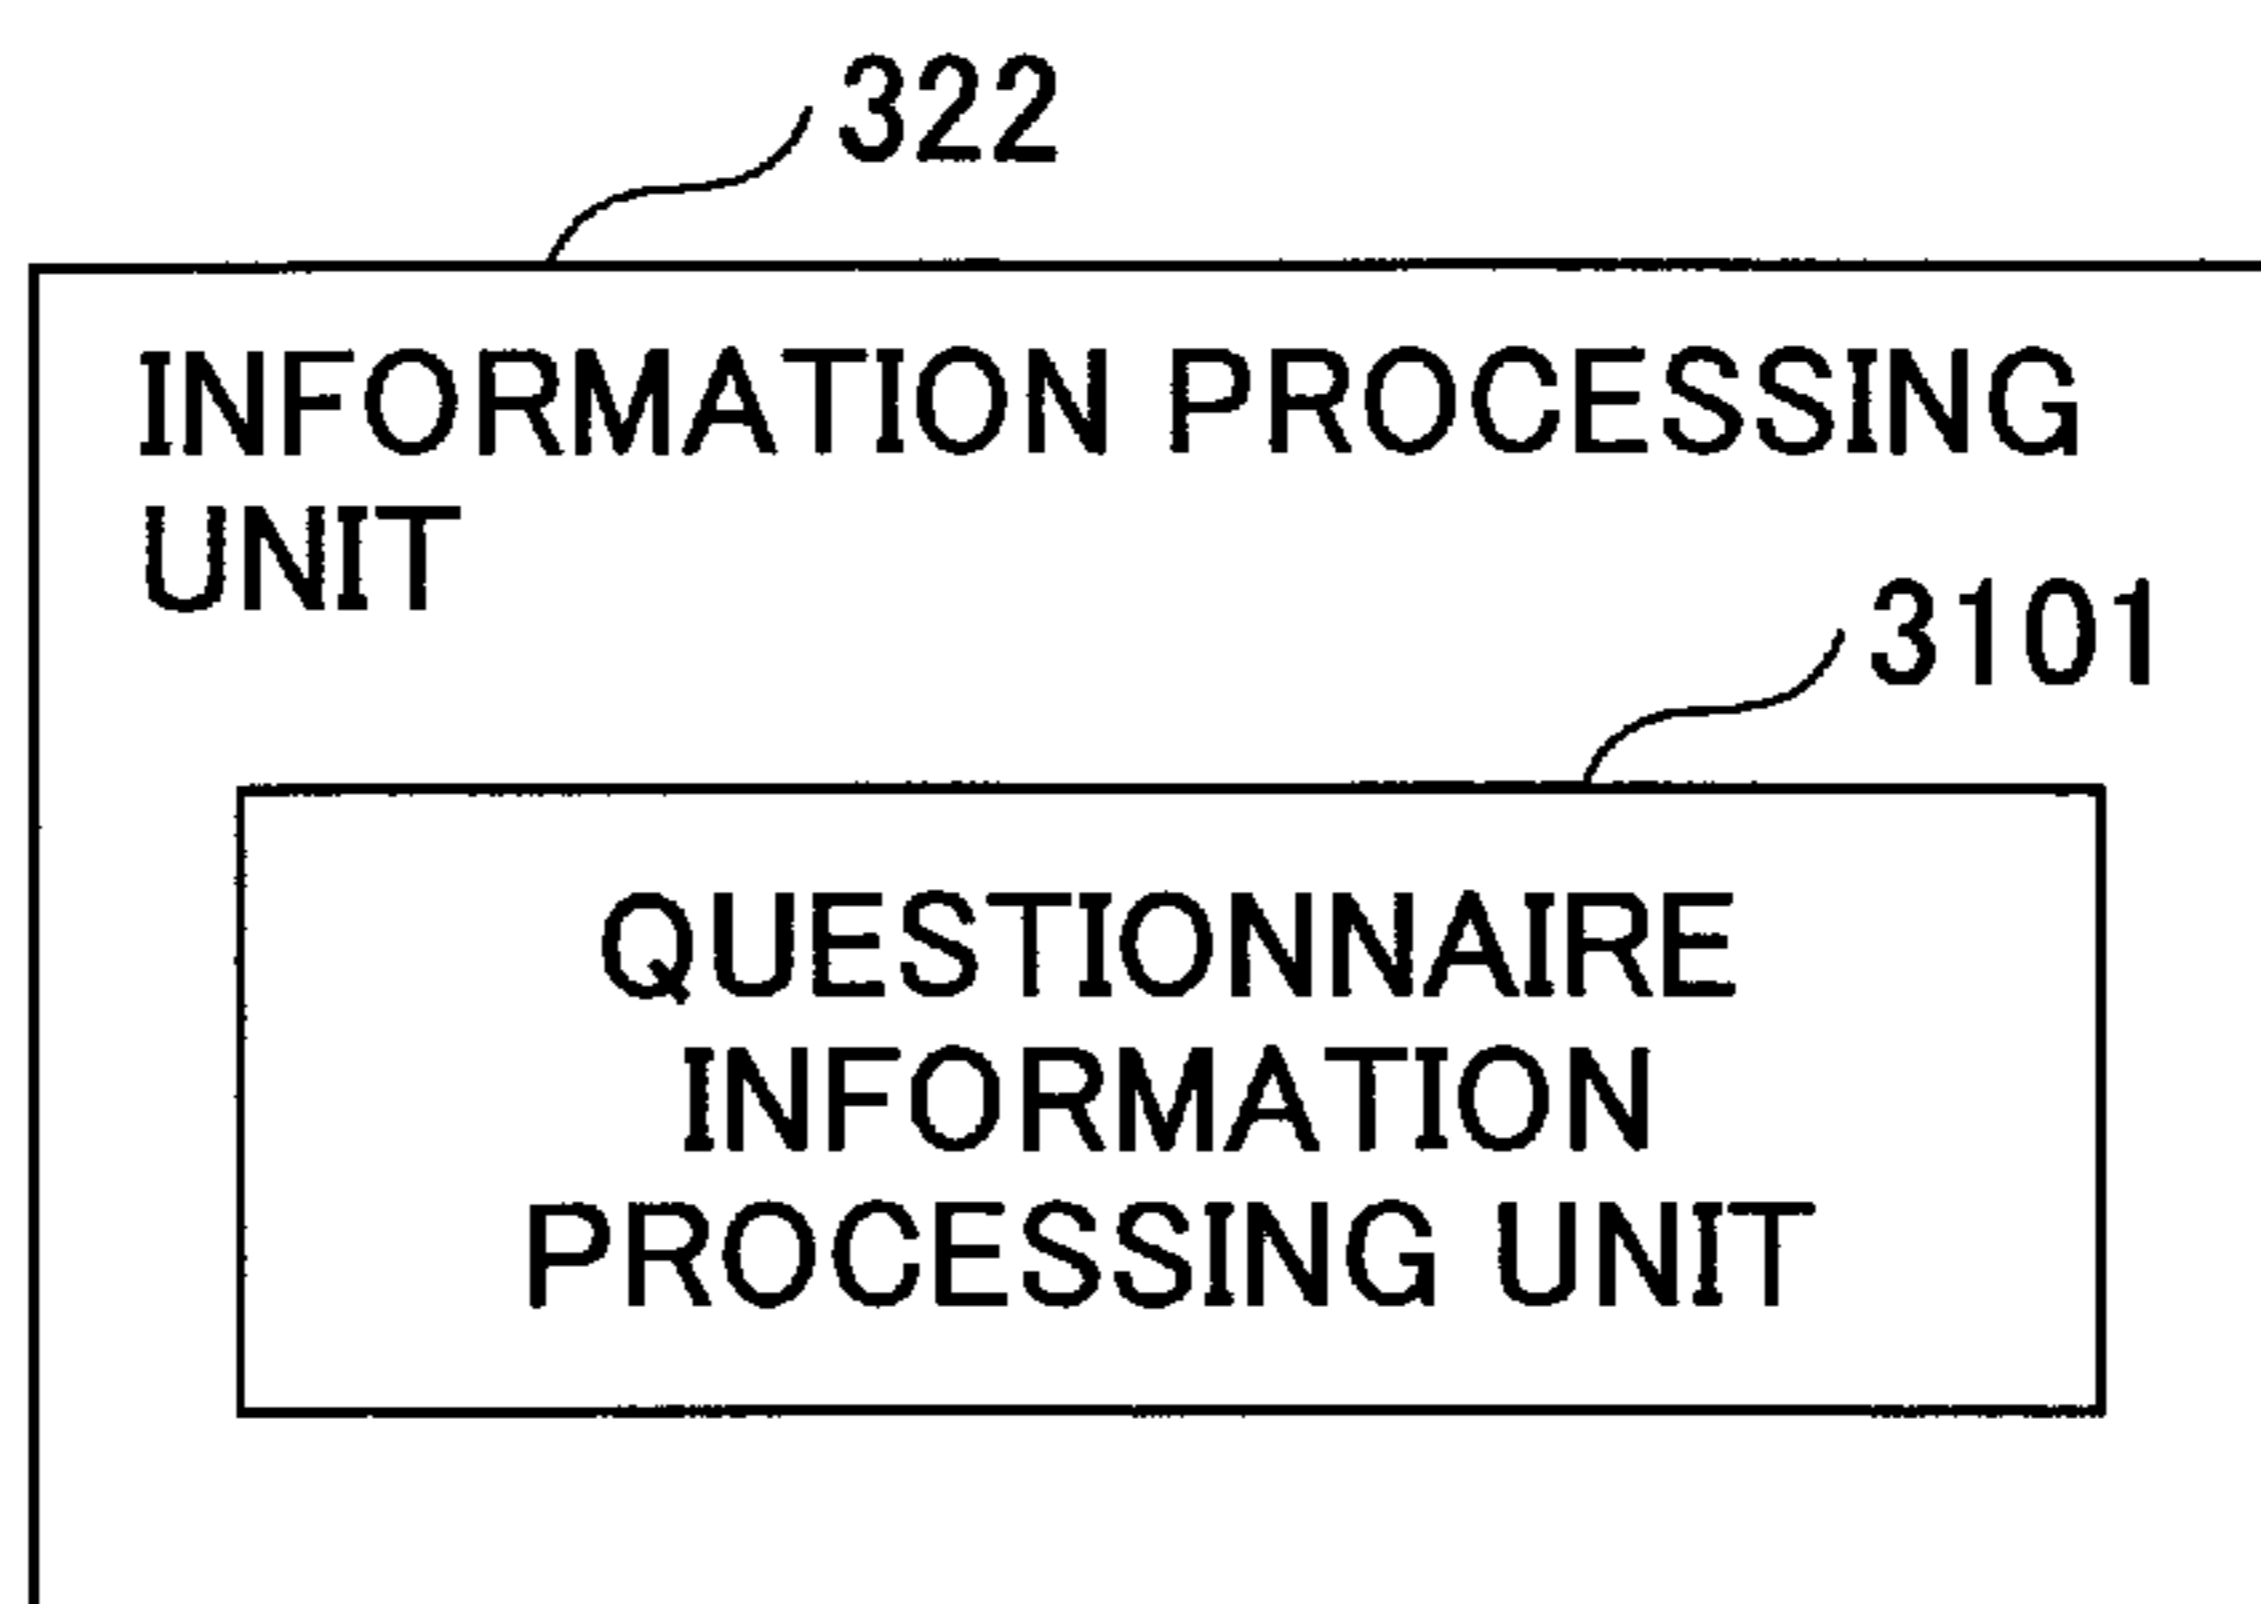 322
INFORMATION PROCESSING
UNIT
3101
QUESTIONNAIRE
INFORMATION
PROCESSING UNIT